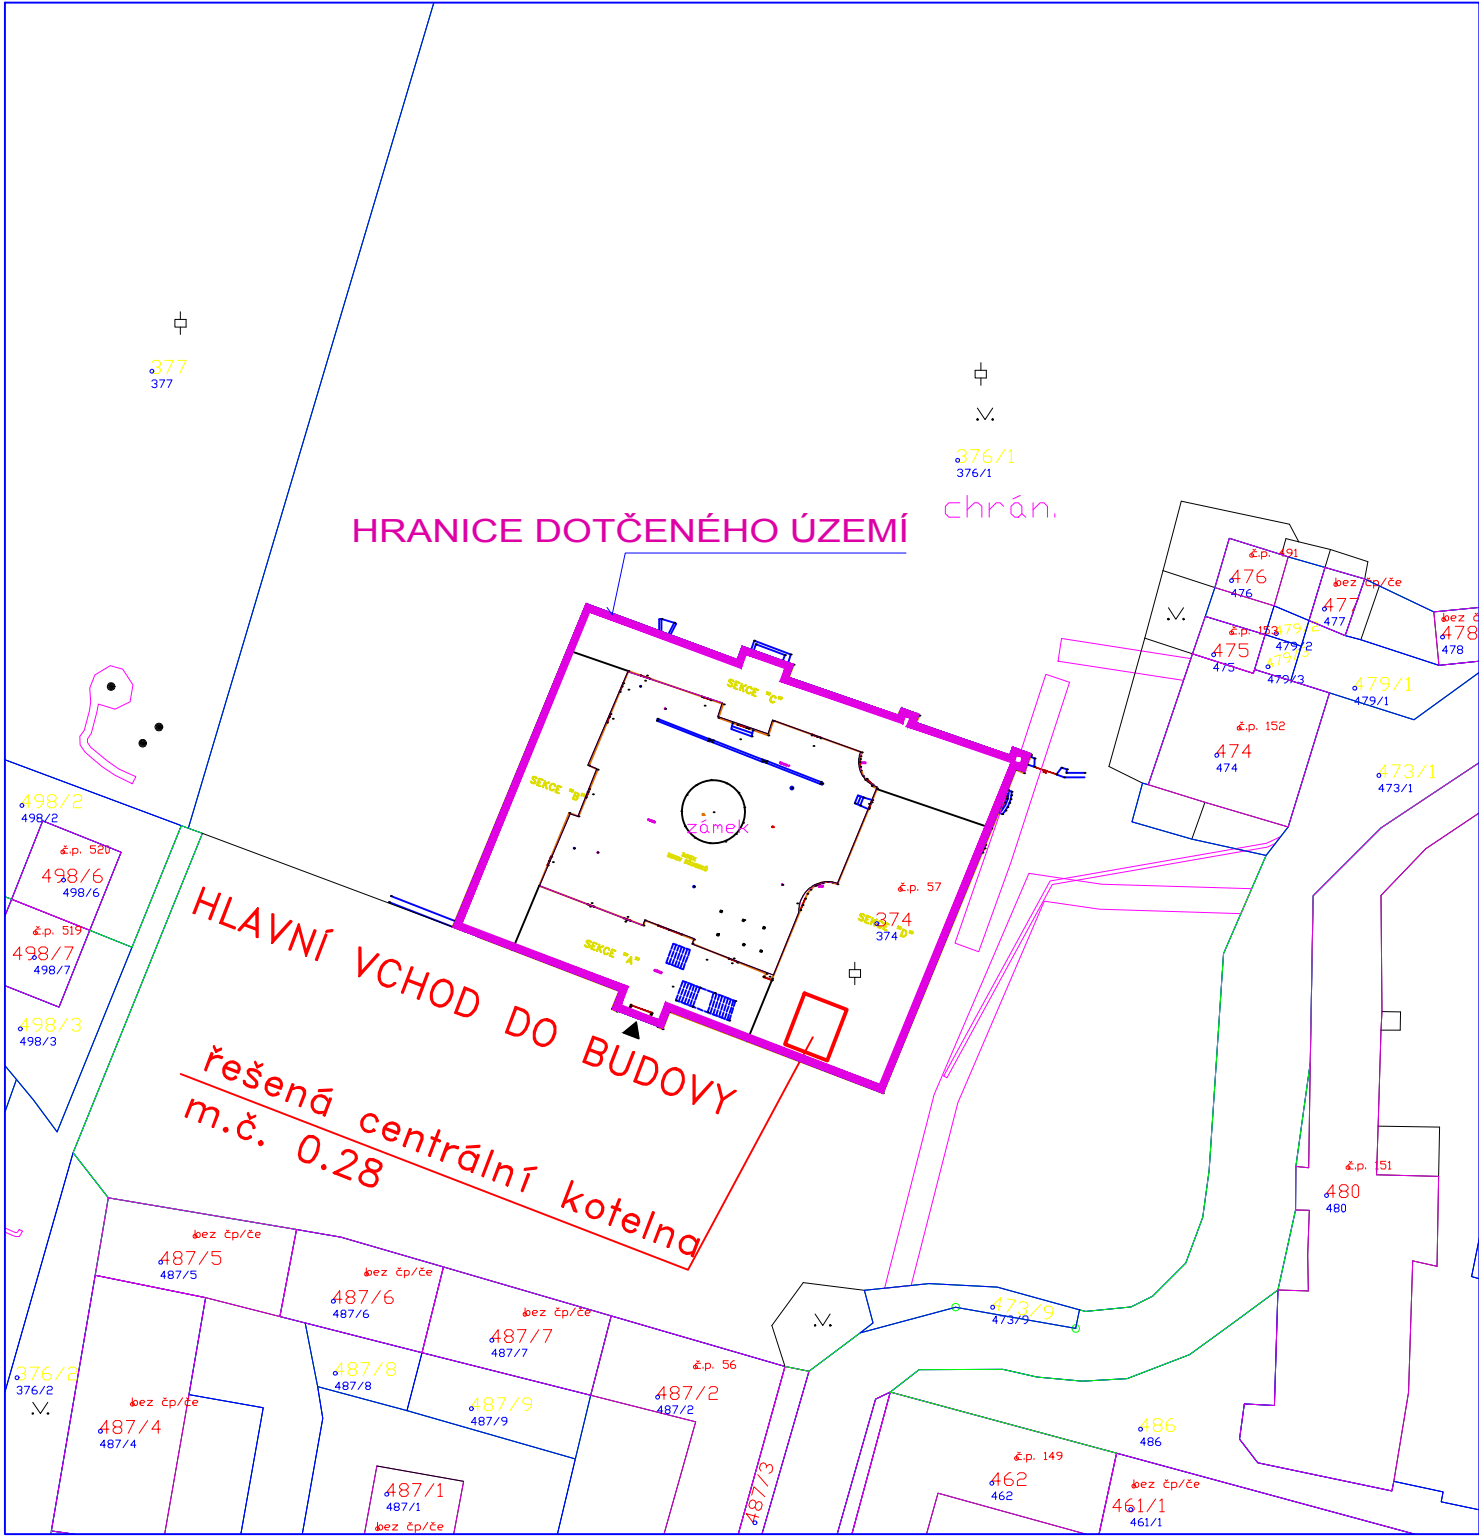 377
377
376/1
376/1
chrán.
HRANICE DOTČENÉHO ÚZEMÍ
č.p. 491
476
476
bez čp/če
477
477
č.p. 153
475
475
479/2
479/2
479/3
479/3
bez č
478
478
479/1
479/1
č.p. 152
474
474
473/1
473/1
SEKCE "C"
SEKCE "B"
zámek
SEKCE "A"
SEKCE "D"
č.p. 57
374
374
498/2
498/2
č.p. 520
498/6
498/6
č.p. 519
498/7
498/7
498/3
498/3
HLAVNÍ VCHOD DO BUDOVY
řešená centrální kotelna
m.č. 0.28
č.p. 151
480
480
bez čp/če
487/5
487/5
bez čp/če
487/6
487/6
bez čp/če
487/7
487/7
473/9
473/9
376/2
376/2
487/8
487/8
č.p. 56
487/2
487/2
bez čp/če
487/4
487/4
487/9
487/9
486
486
487/1
487/1
bez čp/če
487/3
č.p. 149
462
462
bez čp/če
461/1
461/1